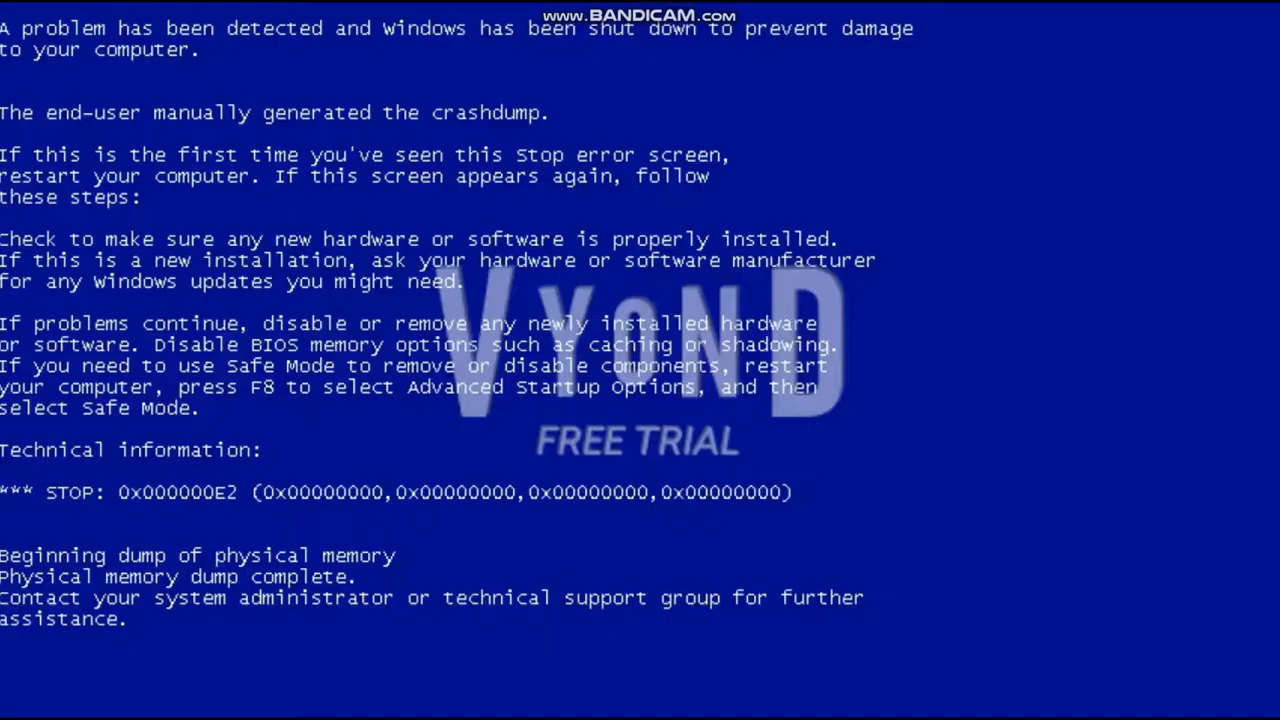 www.BANDICAM.com
A problem has been detected and Windows has been shut down to prevent damage
to your computer.
The end-user manually generated the crashdump.
If this is the first time you've seen this Stop error screen,
restart your computer. If this screen appears again, follow
these steps:
Check to make sure any new hardware or software is properly installed.
If this is a new installation, ask your hardware or software manufacturer
for any Windows updates you might need.
If problems continue, disable or remove any newly installed hardware
or software. Disable BIOS memory options such as caching or shadowing.
If you need to use Safe Mode to remove or disable components, restart
your computer, press F8 to select Advanced Startup Options, and then
select Safe Mode.
VYOND
FREE TRIAL
Technical information:
*** STOP: 0x000000E2 (0x00000000,0x00000000,0x00000000,0x00000000)
Beginning dump of physical memory
Physical memory dump complete.
Contact your system administrator or technical support group for further
assistance.